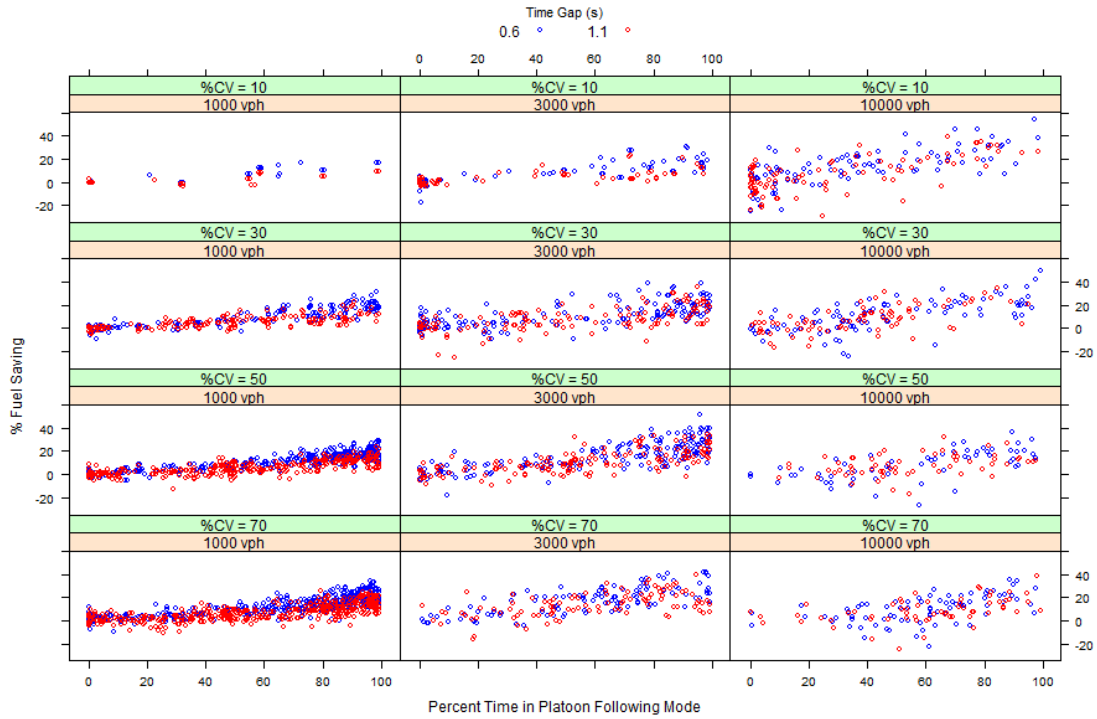 Time Gap (s)
0.6 1.1
0 20 40 60 80 100
%CV = 10 %CV = 10 %CV = 10
1000 vph 3000 vph 10000 vph
40
20
0
-20
%CV = 30 %CV = 30 %CV = 30
1000 vph 3000 vph 10000 vph
40
20
0
-20
%CV = 50 %CV = 50 %CV = 50
1000 vph 3000 vph 10000 vph
40
20
0
-20
%CV = 70 %CV = 70 %CV = 70
1000 vph 3000 vph 10000 vph
40
20
0
-20
% Fuel Saving
0 20 40 60 80 100 0 20 40 60 80 100
Percent Time in Platoon Following Mode